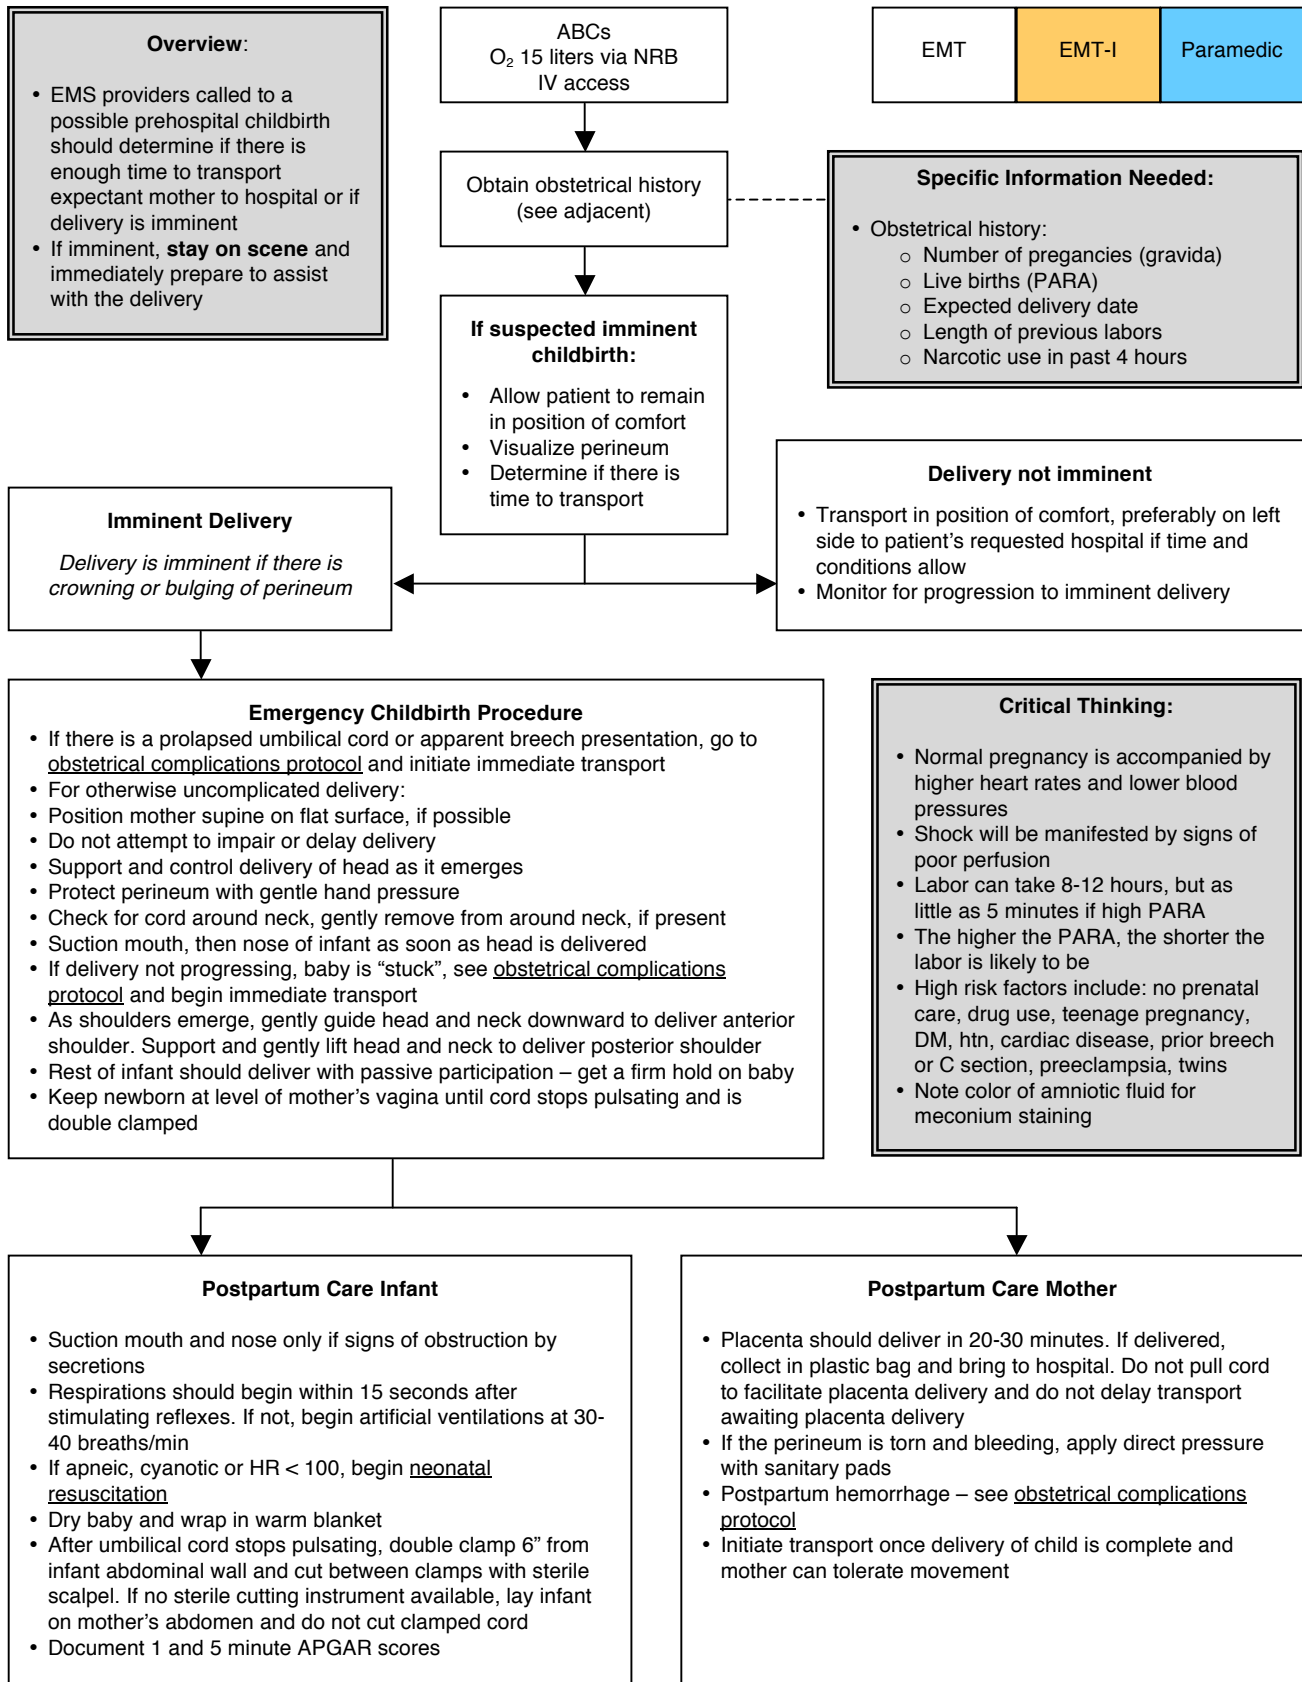 Overview:
• EMS providers called to a
possible prehospital childbirth
should determine if there is
enough time to transport
expectant mother to hospital or if
delivery is imminent
• If imminent, stay on scene and
immediately prepare to assist
with the delivery
ABCs
O₂ 15 liters via NRB
IV access
EMT
EMT-I
Paramedic
Obtain obstetrical history
(see adjacent)
Specific Information Needed:
• Obstetrical history:
o Number of pregancies (gravida)
o Live births (PARA)
o Expected delivery date
o Length of previous labors
o Narcotic use in past 4 hours
If suspected imminent
childbirth:
• Allow patient to remain
in position of comfort
• Visualize perineum
• Determine if there is
time to transport
Imminent Delivery
Delivery is imminent if there is
crowning or bulging of perineum
Delivery not imminent
• Transport in position of comfort, preferably on left
side to patient’s requested hospital if time and
conditions allow
• Monitor for progression to imminent delivery
Emergency Childbirth Procedure
• If there is a prolapsed umbilical cord or apparent breech presentation, go to
obstetrical complications protocol and initiate immediate transport
• For otherwise uncomplicated delivery:
• Position mother supine on flat surface, if possible
• Do not attempt to impair or delay delivery
• Support and control delivery of head as it emerges
• Protect perineum with gentle hand pressure
• Check for cord around neck, gently remove from around neck, if present
• Suction mouth, then nose of infant as soon as head is delivered
• If delivery not progressing, baby is “stuck”, see obstetrical complications
protocol and begin immediate transport
• As shoulders emerge, gently guide head and neck downward to deliver anterior
shoulder. Support and gently lift head and neck to deliver posterior shoulder
• Rest of infant should deliver with passive participation – get a firm hold on baby
• Keep newborn at level of mother’s vagina until cord stops pulsating and is
double clamped
Critical Thinking:
• Normal pregnancy is accompanied by
higher heart rates and lower blood
pressures
• Shock will be manifested by signs of
poor perfusion
• Labor can take 8-12 hours, but as
little as 5 minutes if high PARA
• The higher the PARA, the shorter the
labor is likely to be
• High risk factors include: no prenatal
care, drug use, teenage pregnancy,
DM, htn, cardiac disease, prior breech
or C section, preeclampsia, twins
• Note color of amniotic fluid for
meconium staining
Postpartum Care Infant
• Suction mouth and nose only if signs of obstruction by
secretions
• Respirations should begin within 15 seconds after
stimulating reflexes. If not, begin artificial ventilations at 30-
40 breaths/min
• If apneic, cyanotic or HR < 100, begin neonatal
resuscitation
• Dry baby and wrap in warm blanket
• After umbilical cord stops pulsating, double clamp 6” from
infant abdominal wall and cut between clamps with sterile
scalpel. If no sterile cutting instrument available, lay infant
on mother’s abdomen and do not cut clamped cord
• Document 1 and 5 minute APGAR scores
Postpartum Care Mother
• Placenta should deliver in 20-30 minutes. If delivered,
collect in plastic bag and bring to hospital. Do not pull cord
to facilitate placenta delivery and do not delay transport
awaiting placenta delivery
• If the perineum is torn and bleeding, apply direct pressure
with sanitary pads
• Postpartum hemorrhage – see obstetrical complications
protocol
• Initiate transport once delivery of child is complete and
mother can tolerate movement